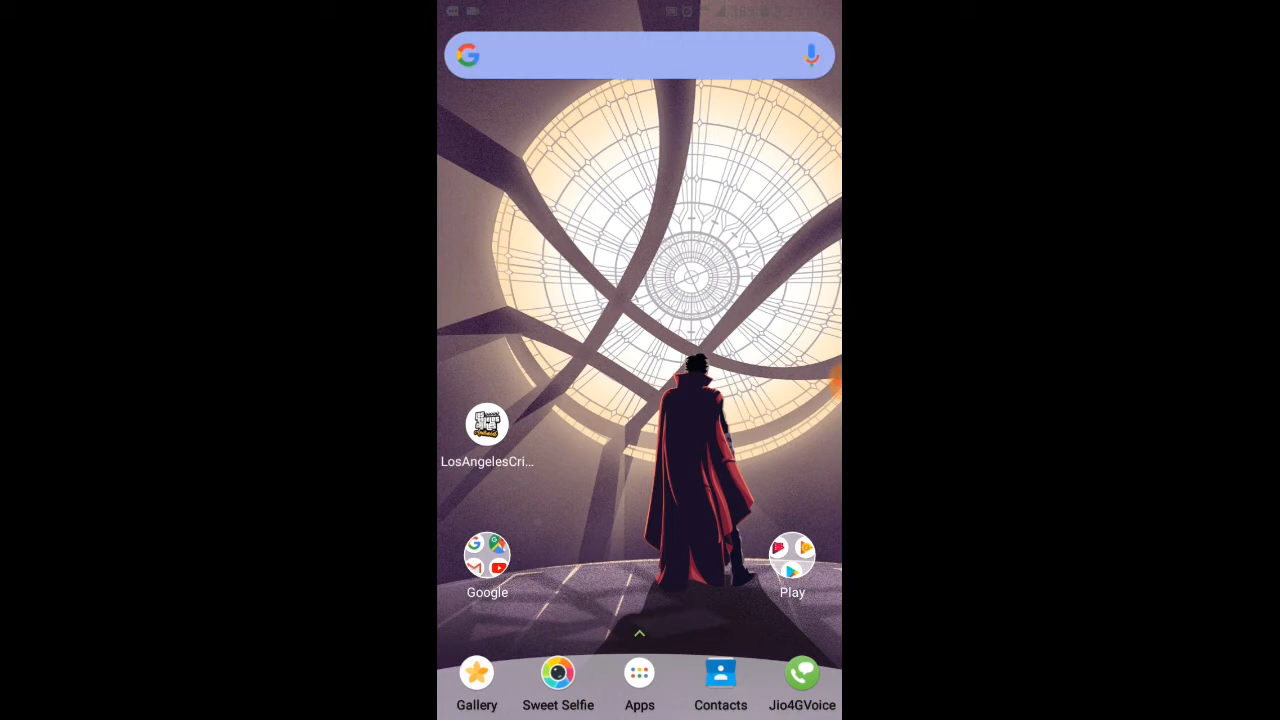 LosAngelesCri...
Google
Play
Gallery
Sweet Selfie
Apps
Contacts
Jio4GVoice